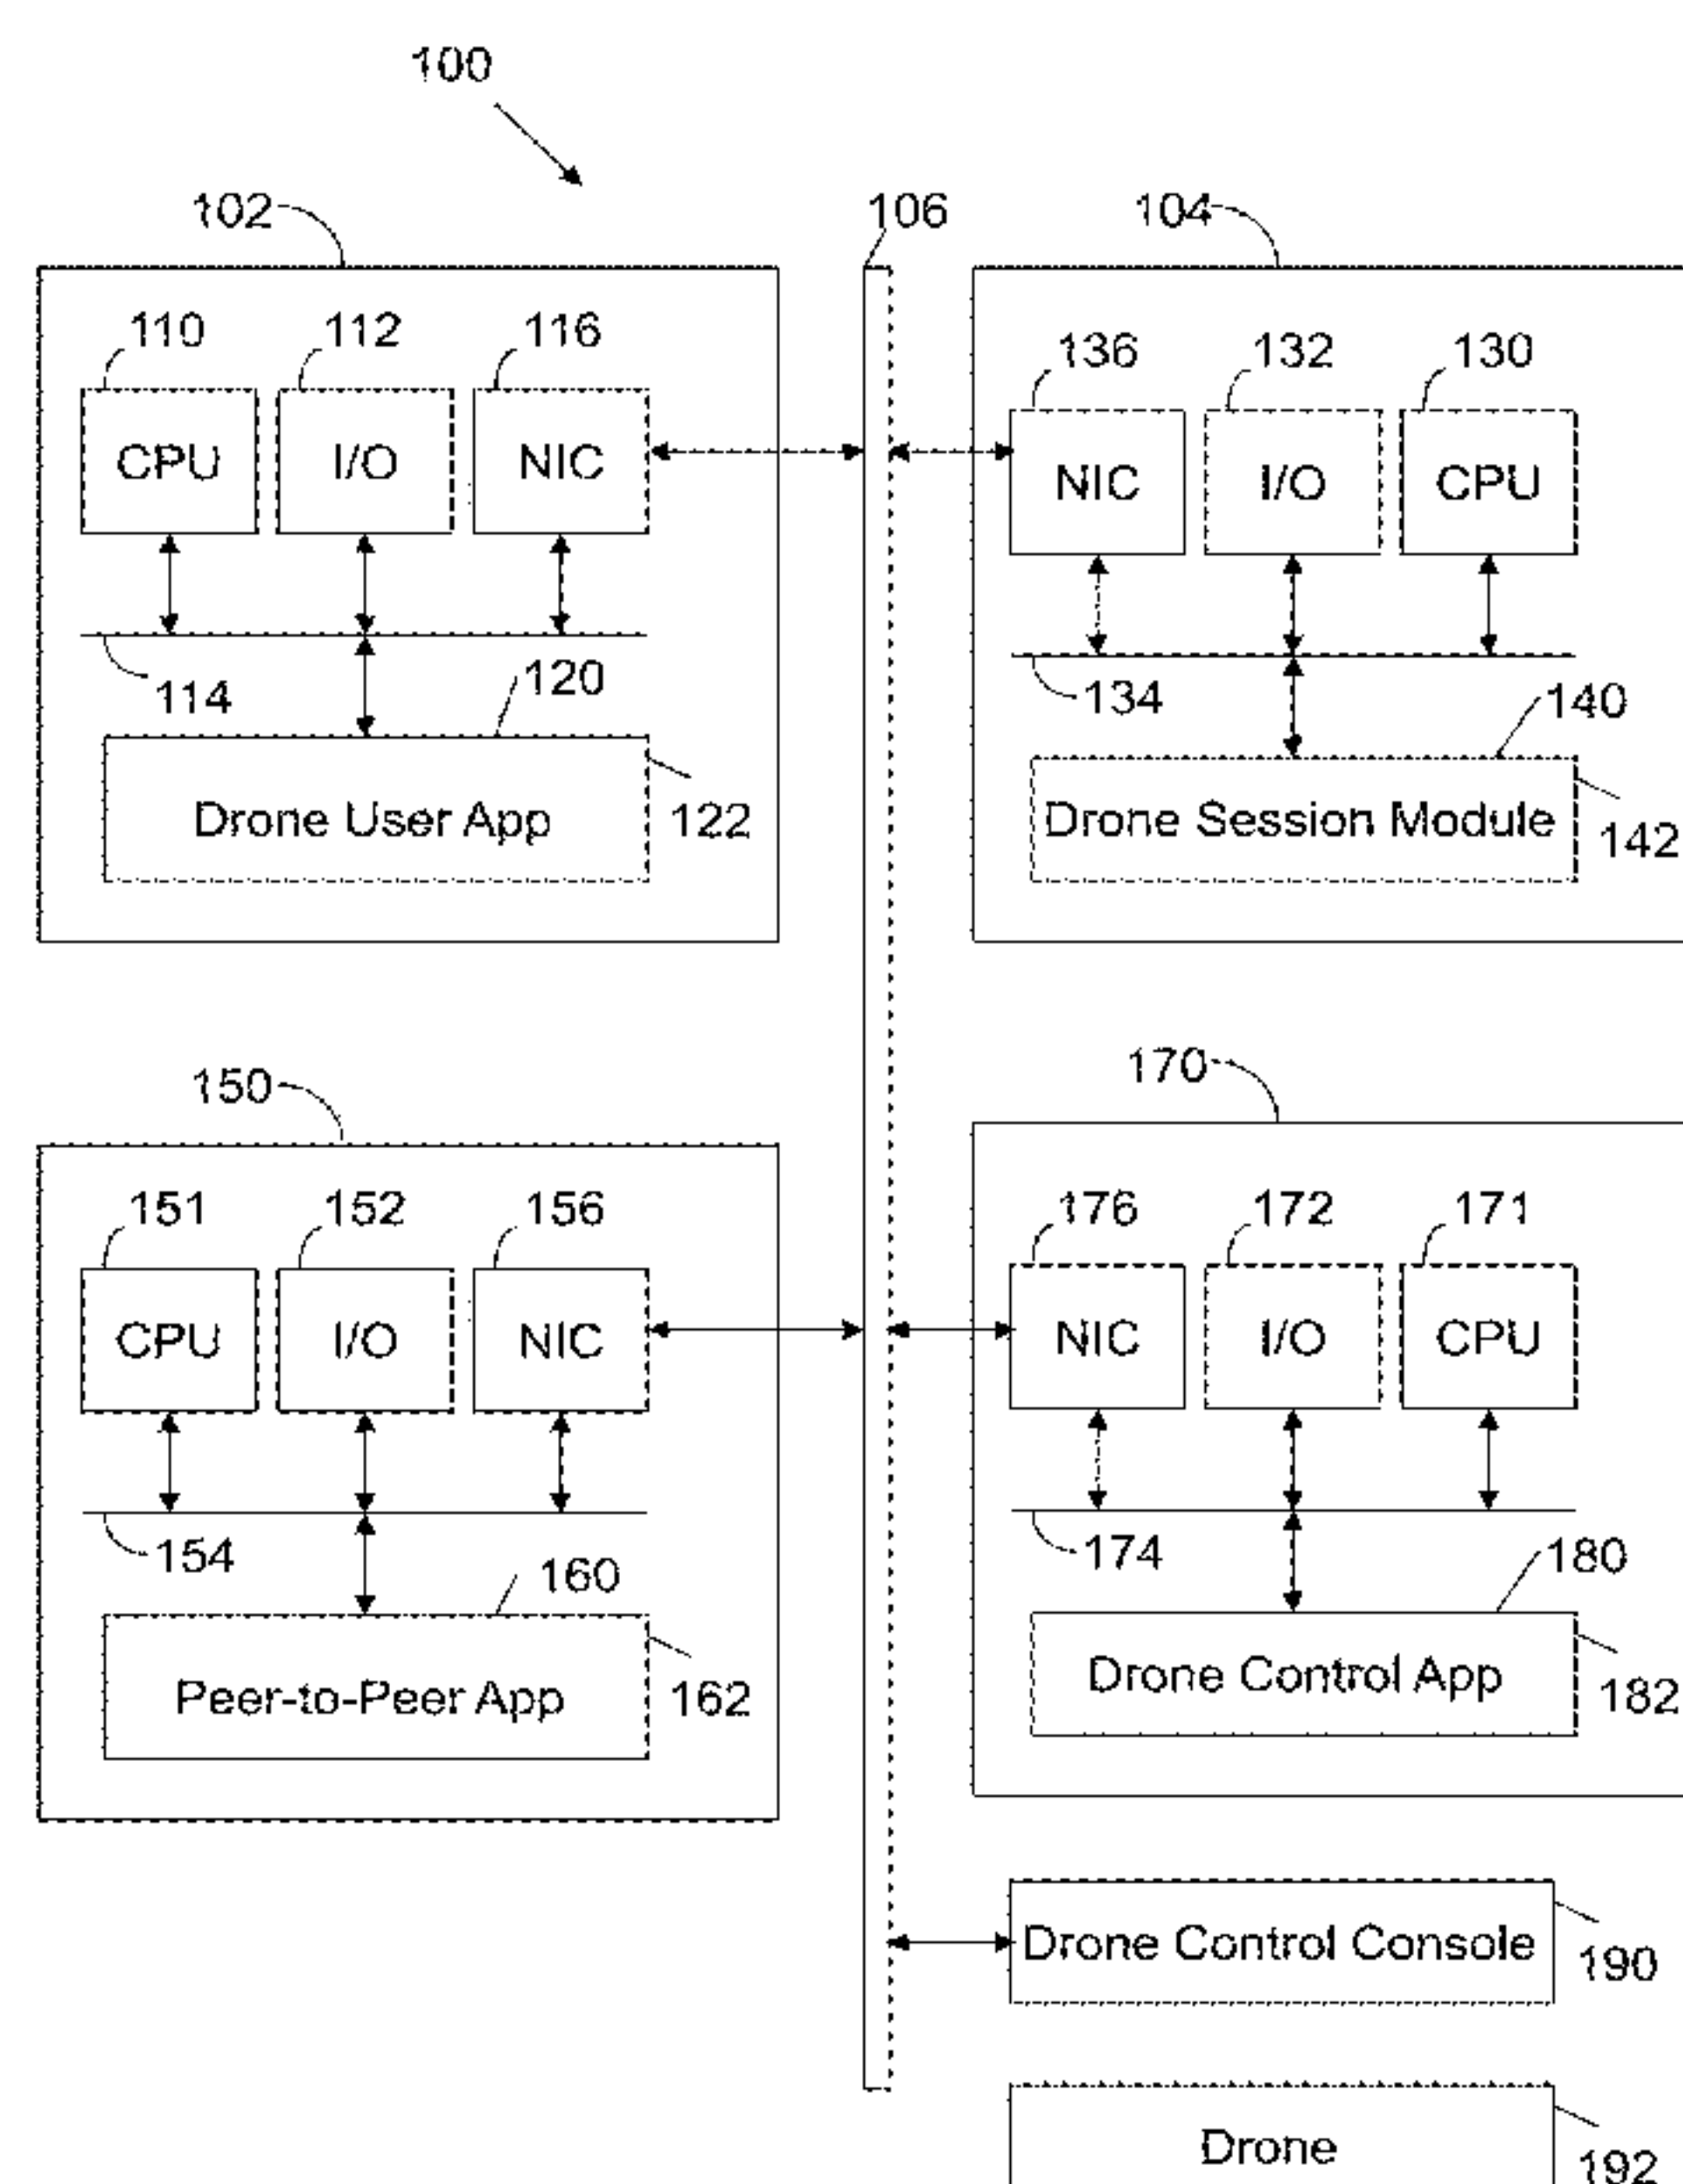 100
102
106
104
110
112
116
136
132
130
CPU
I/O
NIC
NIC
I/O
CPU
114
120
134
140
Drone User App
122
Drone Session Module
142
150
170
151
152
156
176
172
171
CPU
I/O
NIC
NIC
I/O
CPU
154
160
174
180
Peer-to-Peer App
162
Drone Control App
182
Drone Control Console
190
Drone
192